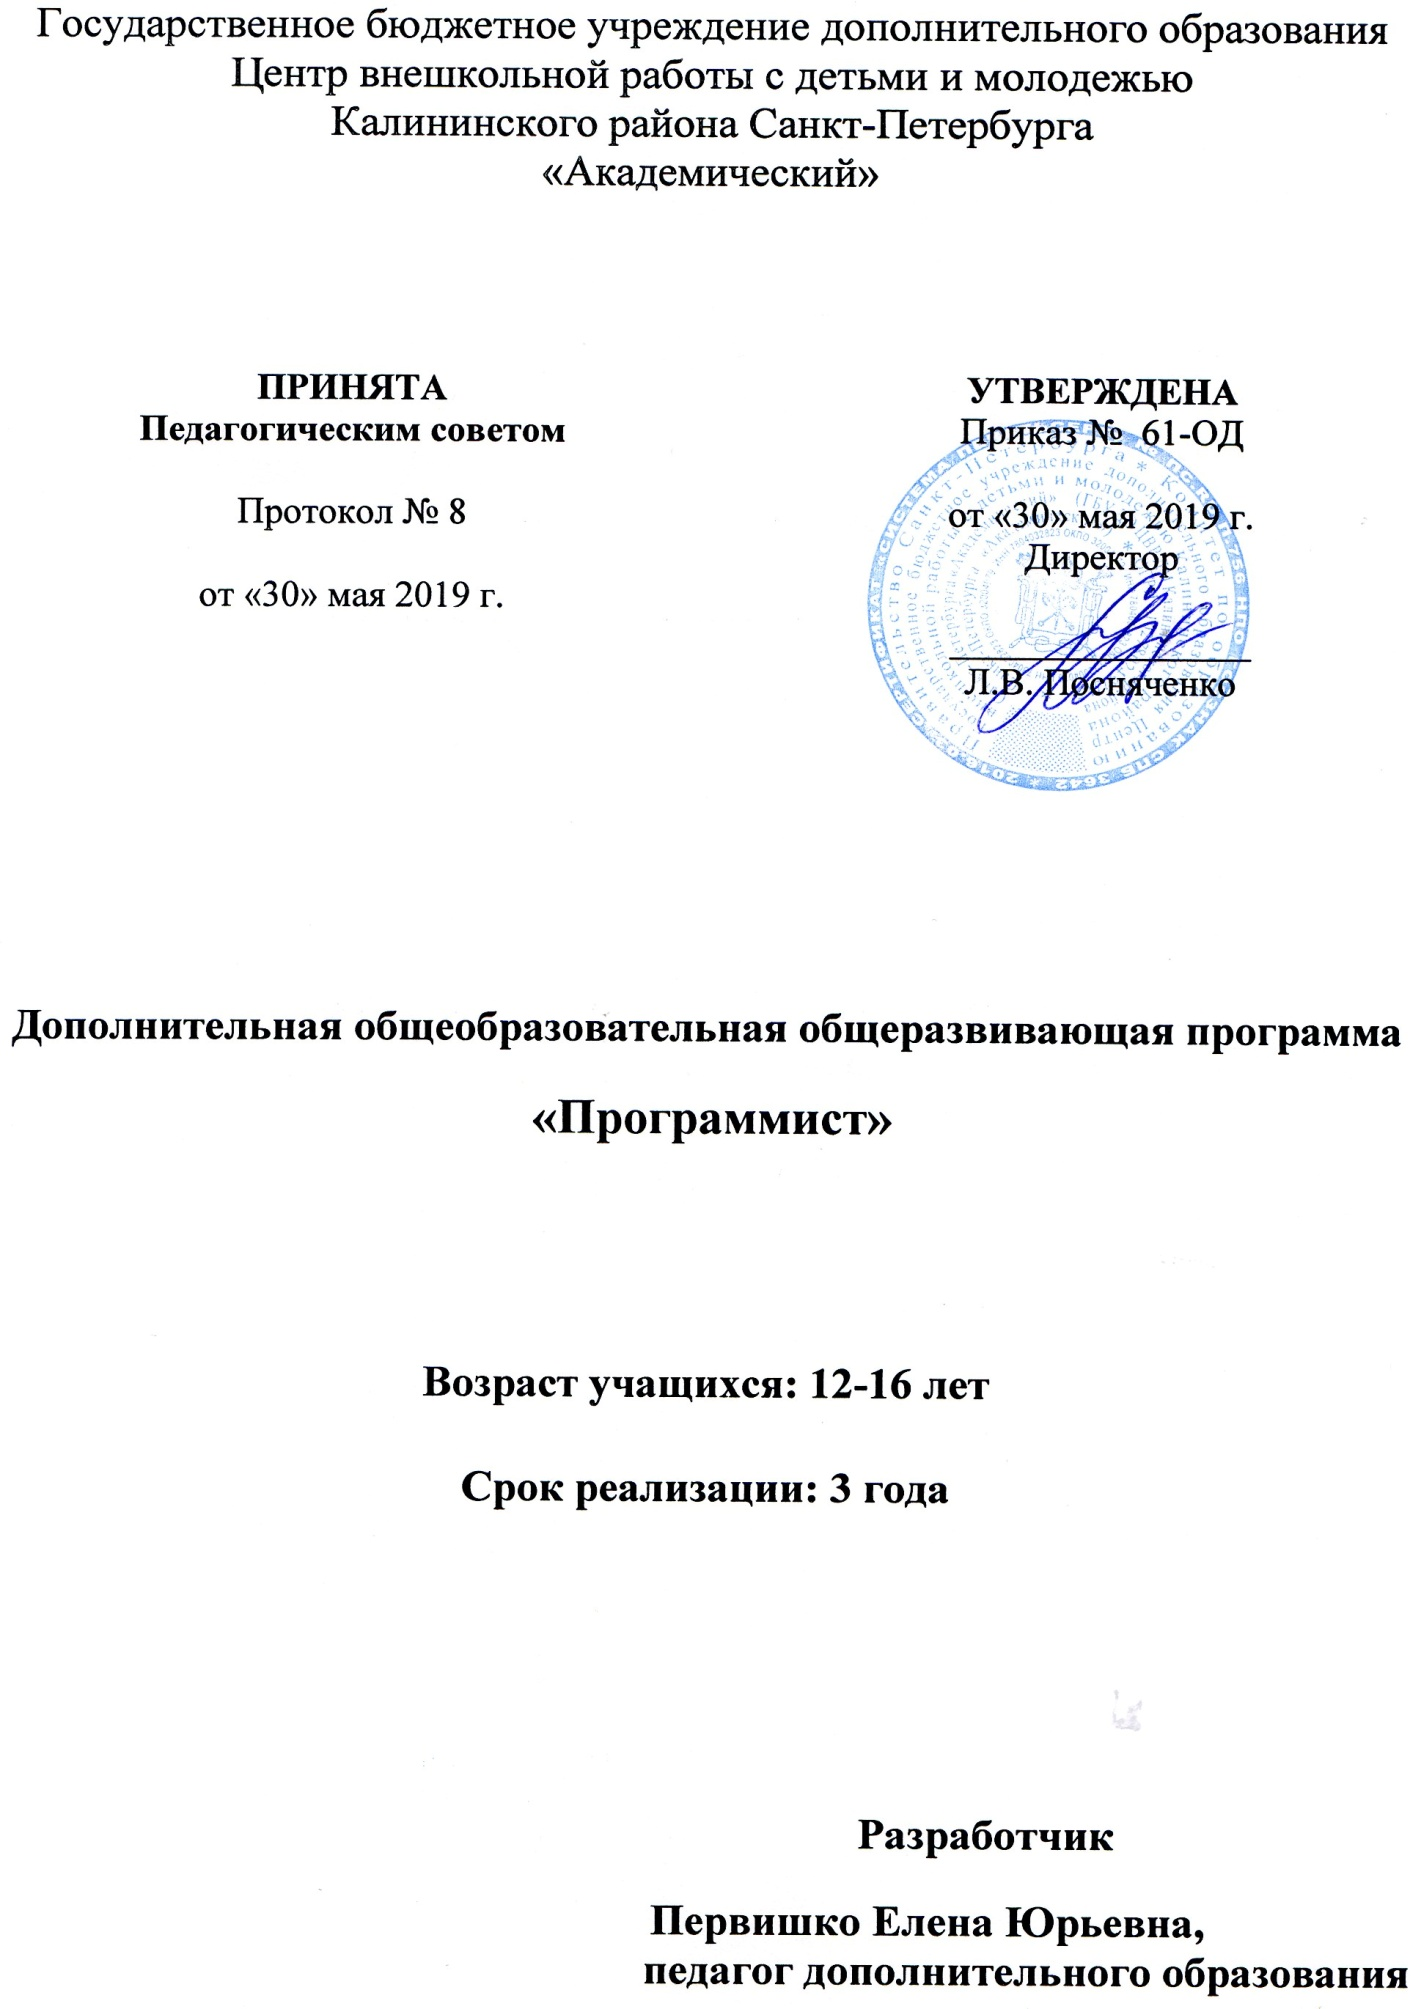 Государственное бюджетное учреждение дополнительного образования
Центр внешкольной работы с детьми и молодежью
Калининского района Санкт-Петербурга
«Академический»
ПРИНЯТА
Педагогическим советом
Протокол № 8
от «30» мая 2019 г.
УТВЕРЖДЕНА
Приказ № 61-ОД
от «30» мая 2019 г.
Директор
Л.В. Посняченко
Дополнительная общеобразовательная общеразвивающая программа
«Программист»
Возраст учащихся: 12-16 лет
Срок реализации: 3 года
Разработчик
Первишко Елена Юрьевна,
педагог дополнительного образования